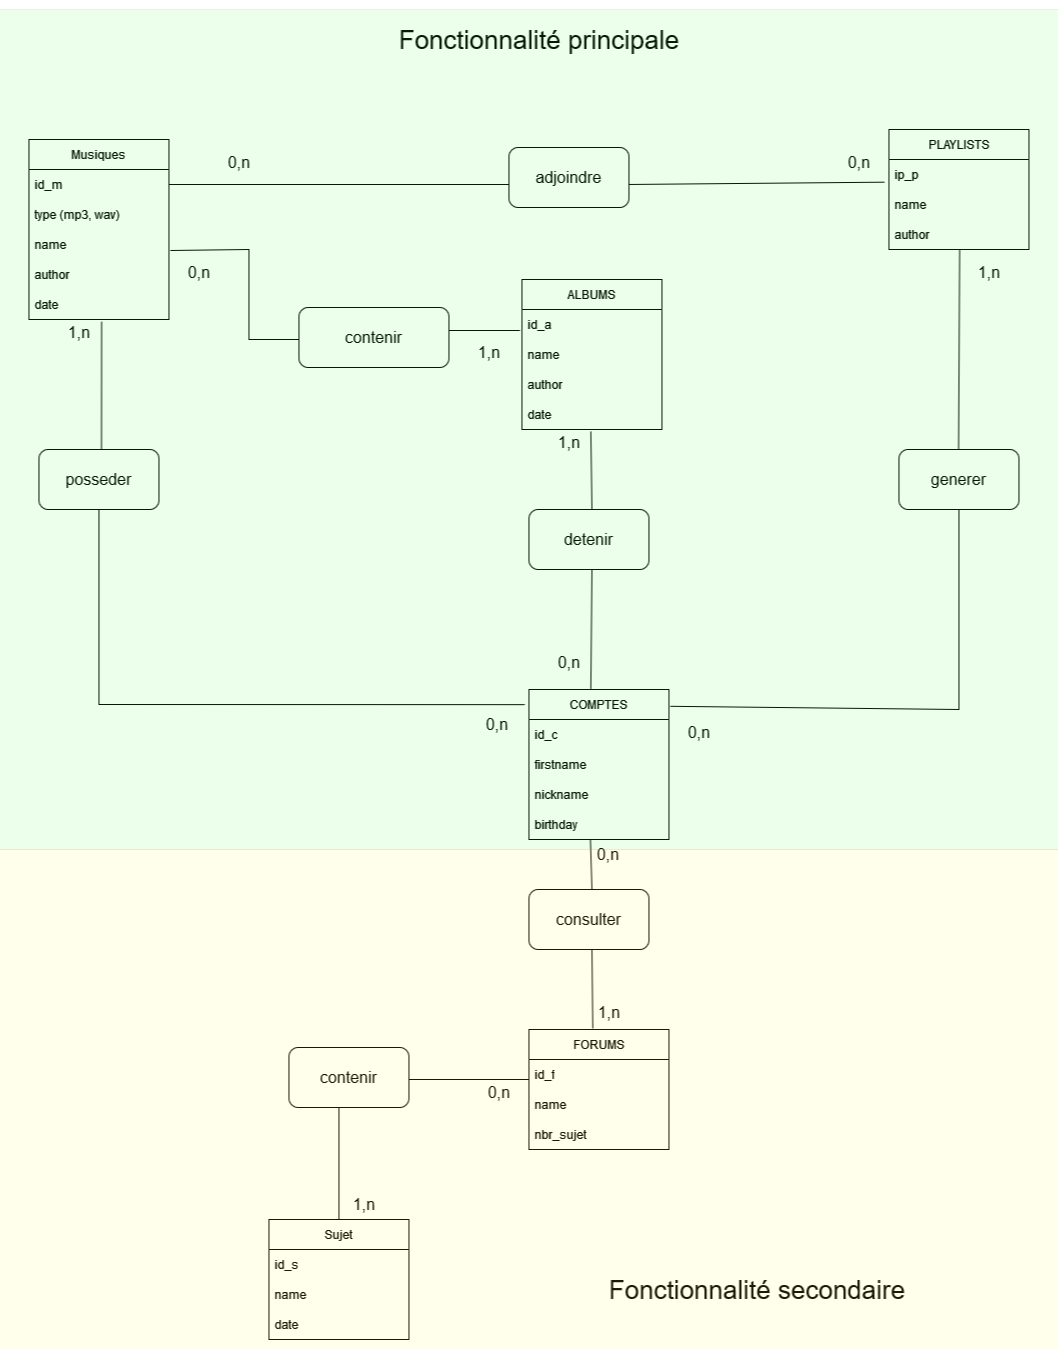 Fonctionnalité principale
Musiques
id_m
type (mp3, wav)
name
author
date
0,n
adjoindre
0,n
PLAYLISTS
ip_p
name
author
0,n
contenir
1,n
ALBUMS
id_a
name
author
date
1,n
1,n
1,n
posseder
detenir
generer
0,n
0,n
0,n
COMPTES
id_c
firstname
nickname
birthday
0,n
consulter
1,n
FORUMS
id_f
name
nbr_sujet
0,n
contenir
1,n
Sujet
id_s
name
date
Fonctionnalité secondaire